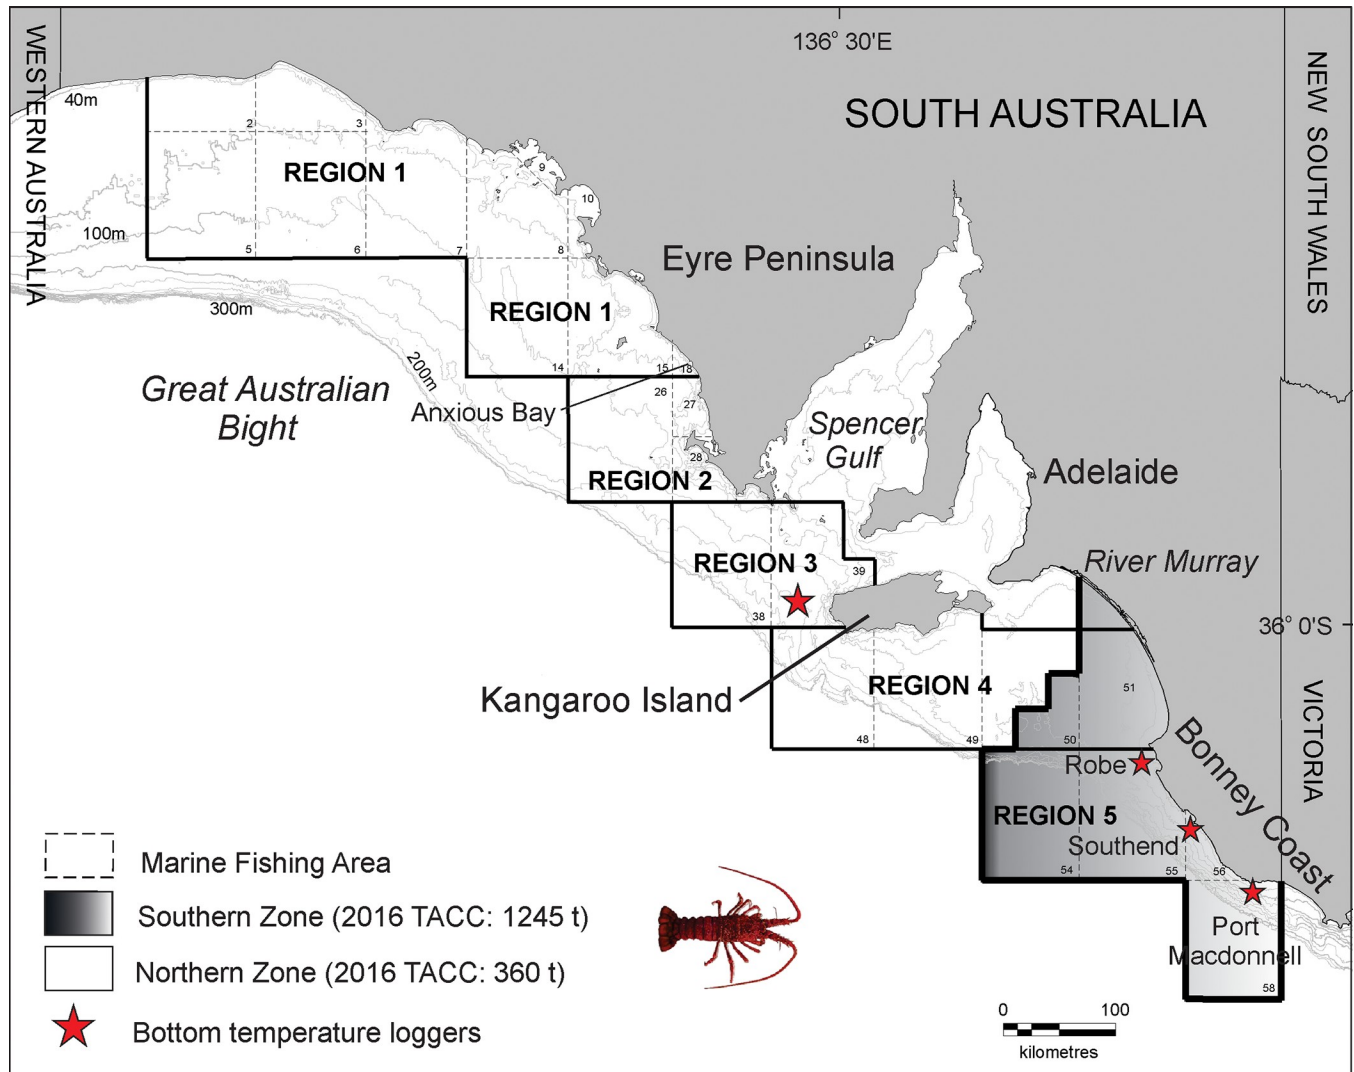 136° 30'E
WESTERN AUSTRALIA
NEW SOUTH WALES
40m
SOUTH AUSTRALIA
2
3
REGION 1
9
10
100m
5
6
7
8
Eyre Peninsula
300m
REGION 1
200m
14
15
18
Great Australian
Bight
Anxious Bay
26
27
Spencer
Gulf
28
REGION 2
Adelaide
REGION 3
39
River Murray
38
36° 0'S
Kangaroo Island
REGION 4
51
VICTORIA
48
49
50
Bonney Coast
Robe
REGION 5
Southend
54
55
56
Port
Macdonnell
58
Marine Fishing Area
Southern Zone (2016 TACC: 1245 t)
Northern Zone (2016 TACC: 360 t)
Bottom temperature loggers
0 100
kilometres